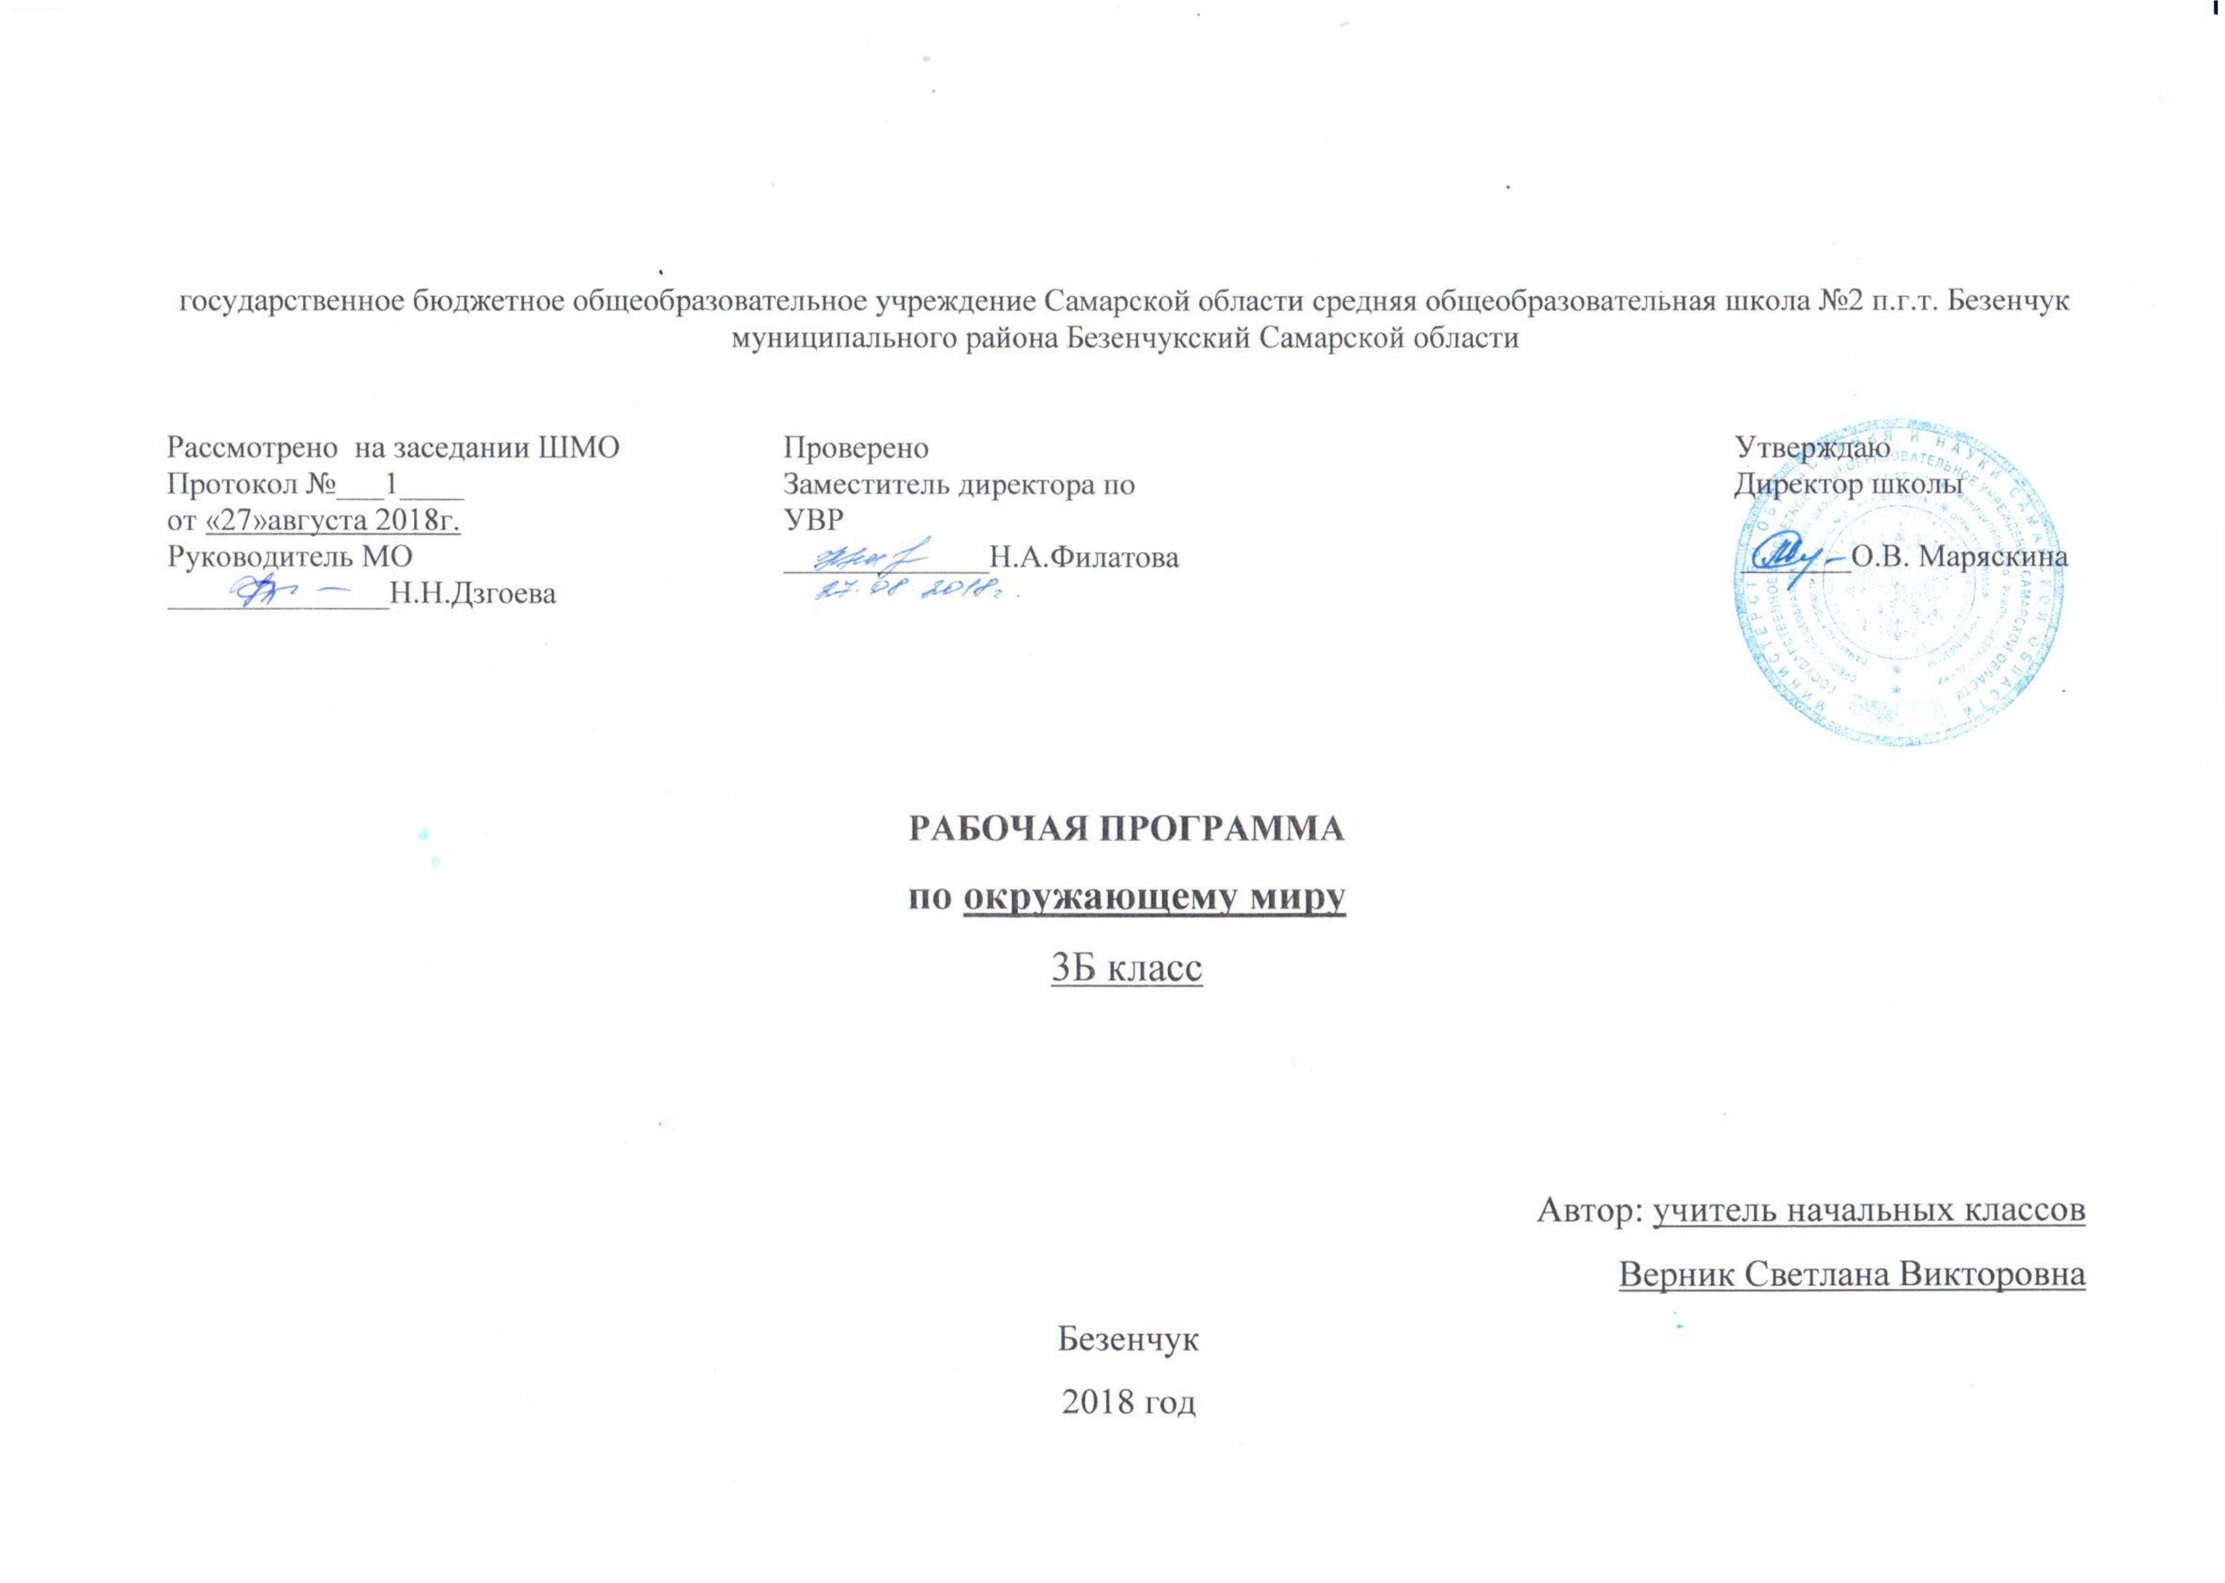 государственное бюджетное общеобразовательное учреждение Самарской области средняя общеобразовательная школа №2 п.г.т. Безенчук
муниципального района Безенчукский Самарской области
Рассмотрено на заседании ШМО
Протокол №___1____
от «27»августа 2018г.
Руководитель МО
______________Н.Н.Дзгоева
Проверено
Заместитель директора по
УВР
_____________Н.А.Филатова
27.08.2018г.
Утверждаю
Директор школы
_______О.В. Маряскина
РАБОЧАЯ ПРОГРАММА
по окружающему миру
3Б класс
Автор: учитель начальных классов
Верник Светлана Викторовна
Безенчук
2018 год